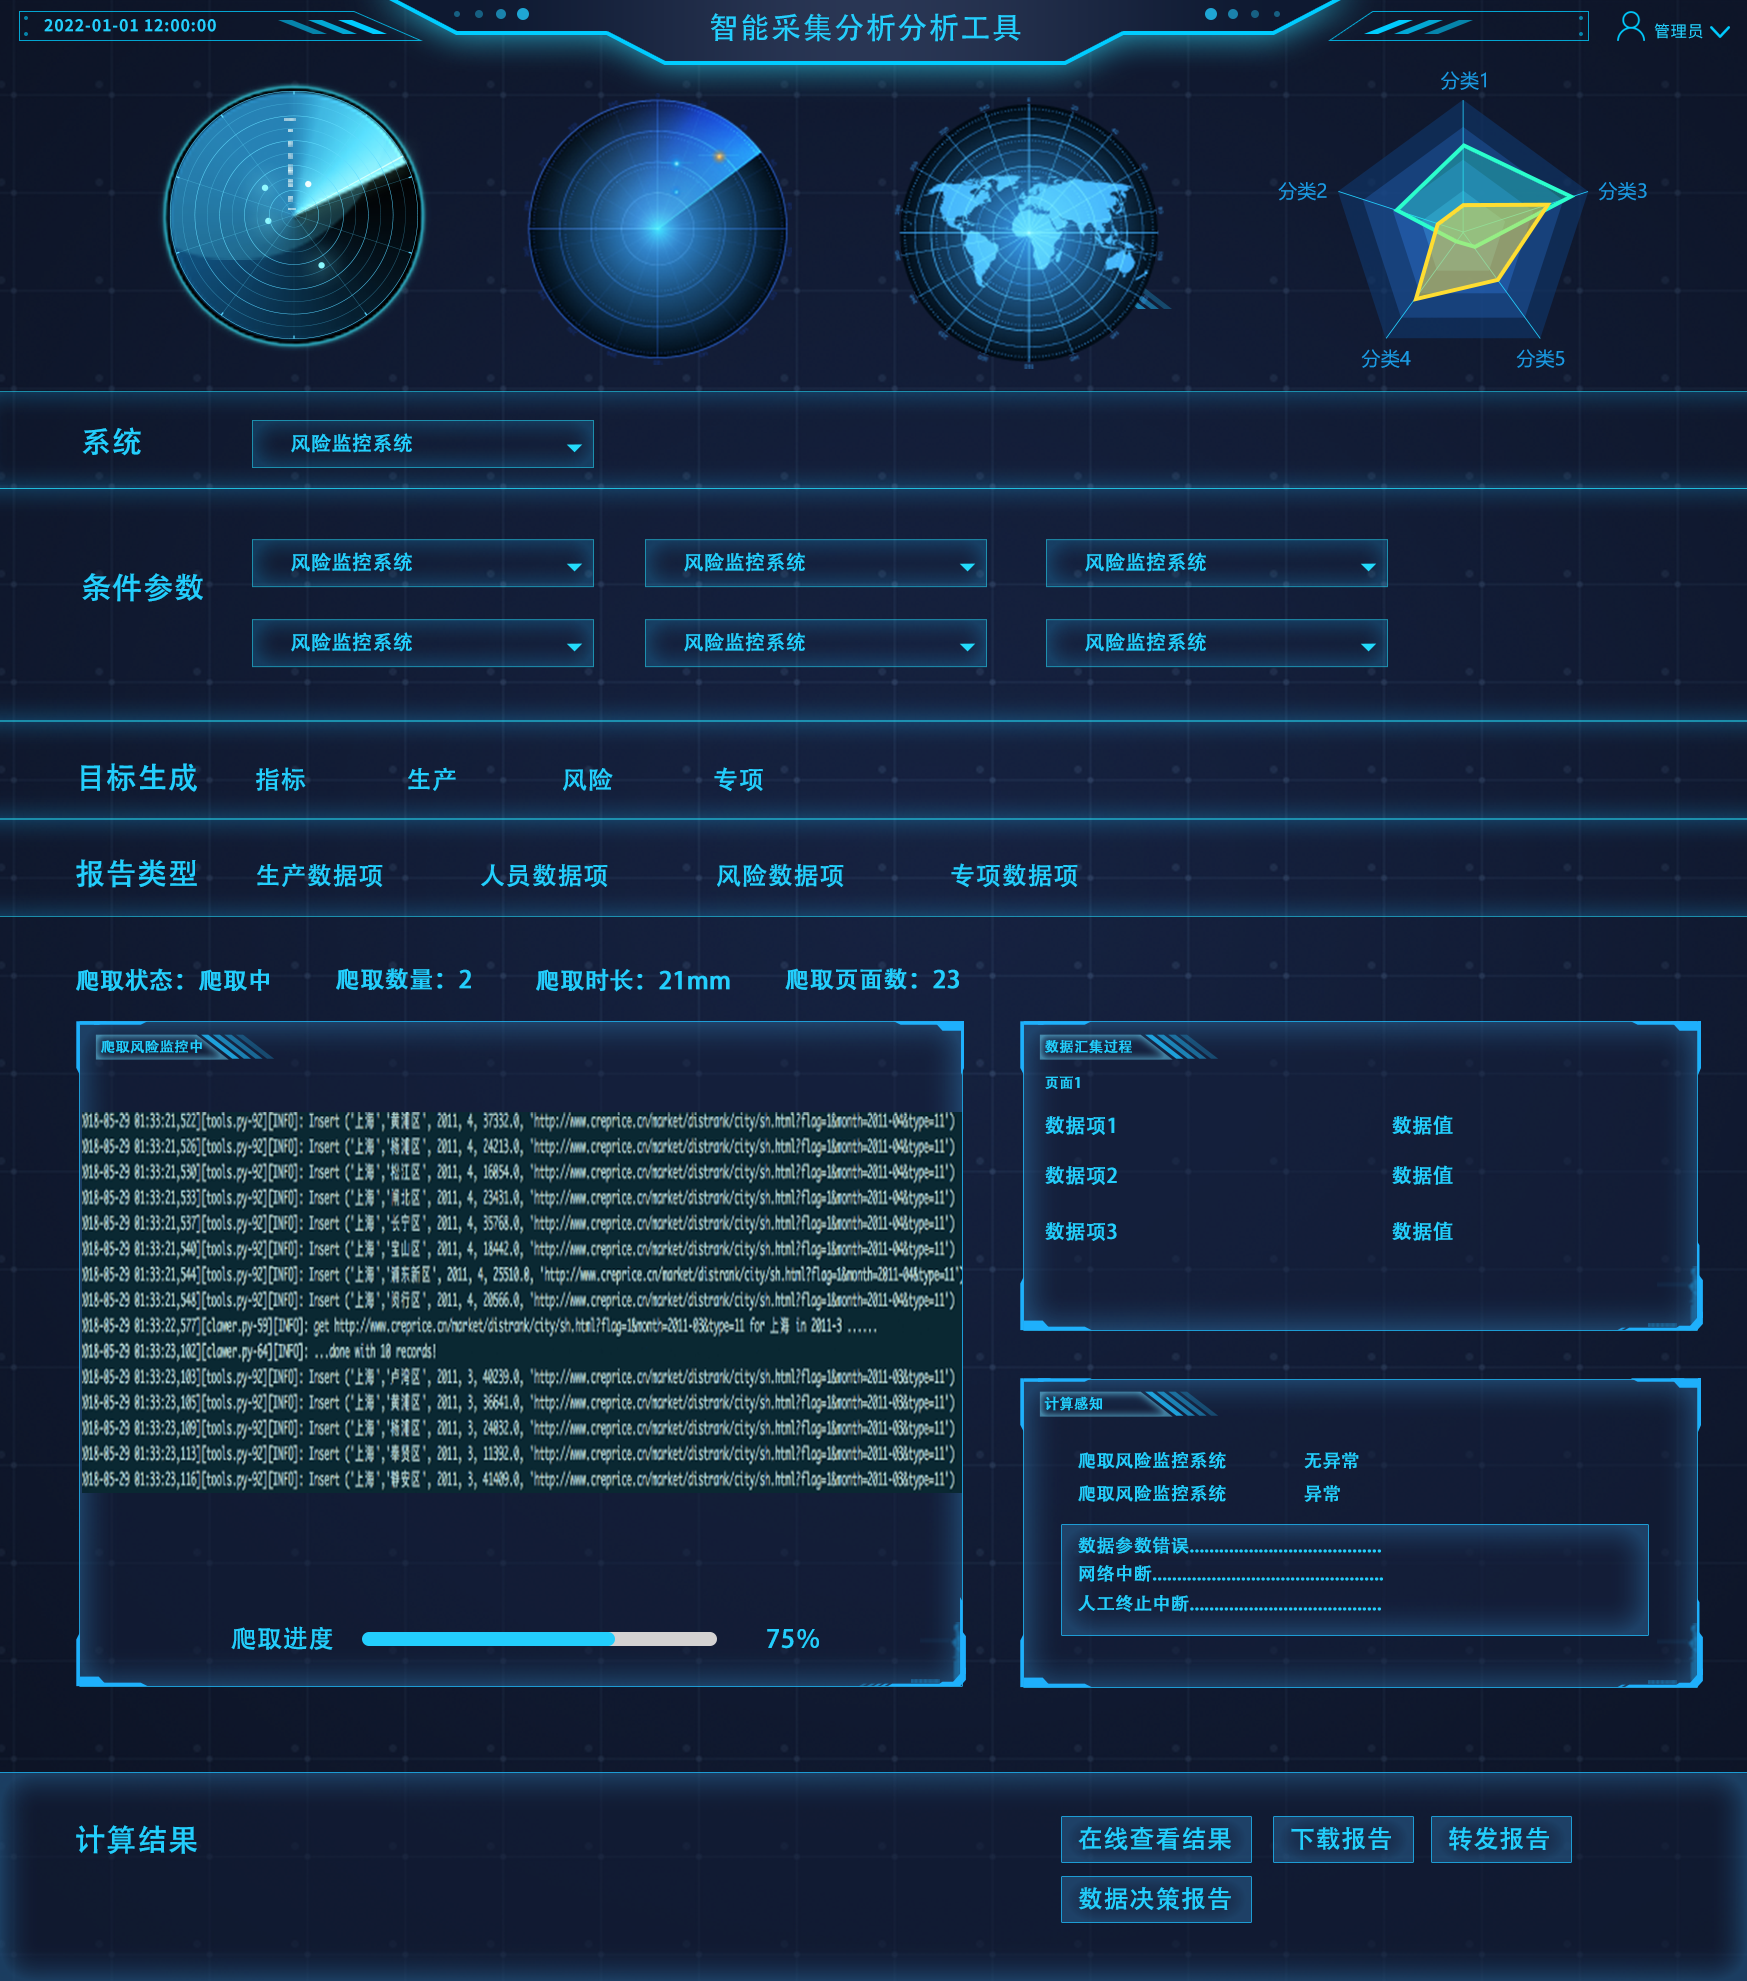 2022-01-01 12:00:00
智能采集分析分析工具
管理员
分类1
分类2
分类3
分类4
分类5
系统
风险监控系统
条件参数
风险监控系统
风险监控系统
风险监控系统
风险监控系统
风险监控系统
风险监控系统
目标生成
指标
生产
风险
专项
报告类型
生产数据项
人员数据项
风险数据项
专项数据项
爬取状态：爬取中
爬取数量：2
爬取时长：21mm
爬取页面数：23
爬取风险监控中
018-05-29 01:33:21,522][tools.py-92][INFO]: Insert ('上海','黄浦区', 2011, 4, 37332.0, 'http://www.creprice.cn/market/distrank/city/sh.html?flag=1&month=2011-04&type=11')
018-05-29 01:33:21,526][tools.py-92][INFO]: Insert ('上海','杨浦区', 2011, 4, 24213.0, 'http://www.creprice.cn/market/distrank/city/sh.html?flag=1&month=2011-04&type=11')
018-05-29 01:33:21,530][tools.py-92][INFO]: Insert ('上海','松江区', 2011, 4, 16054.0, 'http://www.creprice.cn/market/distrank/city/sh.html?flag=1&month=2011-04&type=11')
018-05-29 01:33:21,533][tools.py-92][INFO]: Insert ('上海','闸北区', 2011, 4, 23431.0, 'http://www.creprice.cn/market/distrank/city/sh.html?flag=1&month=2011-04&type=11')
018-05-29 01:33:21,537][tools.py-92][INFO]: Insert ('上海','长宁区', 2011, 4, 35768.0, 'http://www.creprice.cn/market/distrank/city/sh.html?flag=1&month=2011-04&type=11')
018-05-29 01:33:21,540][tools.py-92][INFO]: Insert ('上海','宝山区', 2011, 4, 18442.0, 'http://www.creprice.cn/market/distrank/city/sh.html?flag=1&month=2011-04&type=11')
018-05-29 01:33:21,544][tools.py-92][INFO]: Insert ('上海','浦东新区', 2011, 4, 25510.0, 'http://www.creprice.cn/market/distrank/city/sh.html?flag=1&month=2011-04&type=11')
018-05-29 01:33:21,548][tools.py-92][INFO]: Insert ('上海','闵行区', 2011, 4, 20566.0, 'http://www.creprice.cn/market/distrank/city/sh.html?flag=1&month=2011-04&type=11')
018-05-29 01:33:22,577][clawer.py-59][INFO]: get http://www.creprice.cn/market/distrank/city/sh.html?flag=1&month=2011-03&type=11 for 上海 in 2011-3 ......
018-05-29 01:33:23,102][clawer.py-64][INFO]: ...done with 10 records!
018-05-29 01:33:23,103][tools.py-92][INFO]: Insert ('上海','卢湾区', 2011, 3, 40239.0, 'http://www.creprice.cn/market/distrank/city/sh.html?flag=1&month=2011-03&type=11')
018-05-29 01:33:23,105][tools.py-92][INFO]: Insert ('上海','黄浦区', 2011, 3, 36641.0, 'http://www.creprice.cn/market/distrank/city/sh.html?flag=1&month=2011-03&type=11')
018-05-29 01:33:23,109][tools.py-92][INFO]: Insert ('上海','杨浦区', 2011, 3, 24032.0, 'http://www.creprice.cn/market/distrank/city/sh.html?flag=1&month=2011-03&type=11')
018-05-29 01:33:23,113][tools.py-92][INFO]: Insert ('上海','奉贤区', 2011, 3, 11392.0, 'http://www.creprice.cn/market/distrank/city/sh.html?flag=1&month=2011-03&type=11')
018-05-29 01:33:23,116][tools.py-92][INFO]: Insert ('上海','静安区', 2011, 3, 41409.0, 'http://www.creprice.cn/market/distrank/city/sh.html?flag=1&month=2011-03&type=11')
爬取进度
75%
数据汇集过程
页面1
数据项1
数据值
数据项2
数据值
数据项3
数据值
计算感知
爬取风险监控系统
无异常
爬取风险监控系统
异常
数据参数错误.......................................
网络中断...............................................
人工终止中断.......................................
计算结果
在线查看结果
下载报告
转发报告
数据决策报告